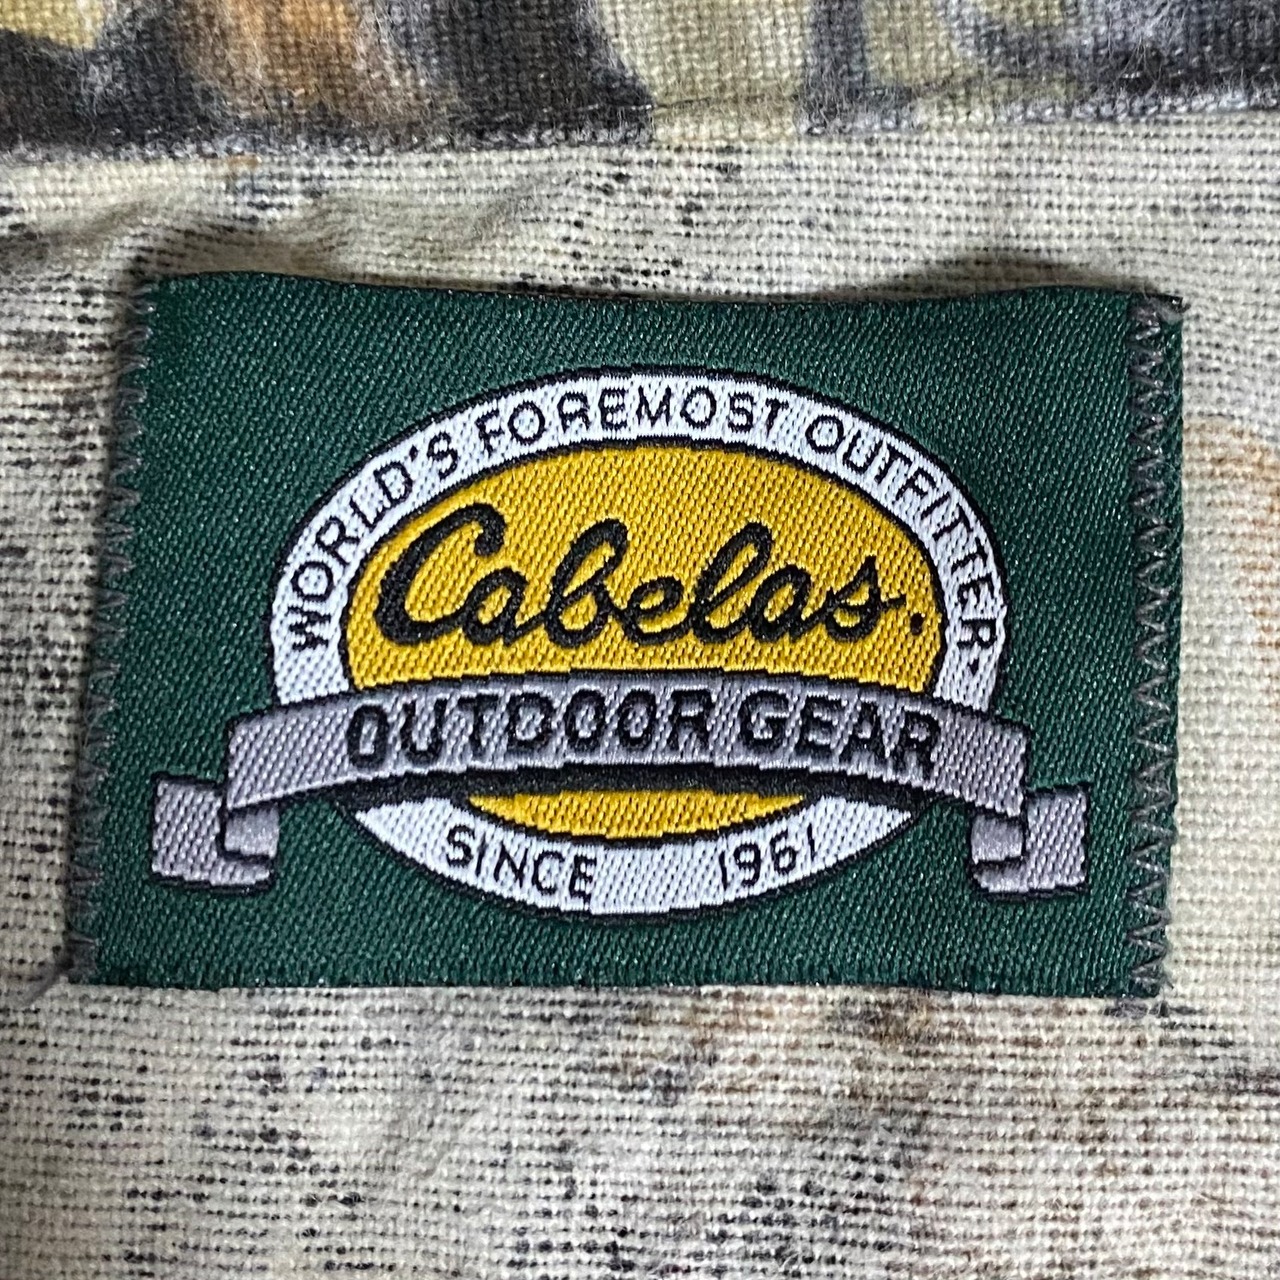 WORLD'S FOREMOST OUTFITTER.
Cabelas.
OUTDOOR GEAR
SINCE 1961